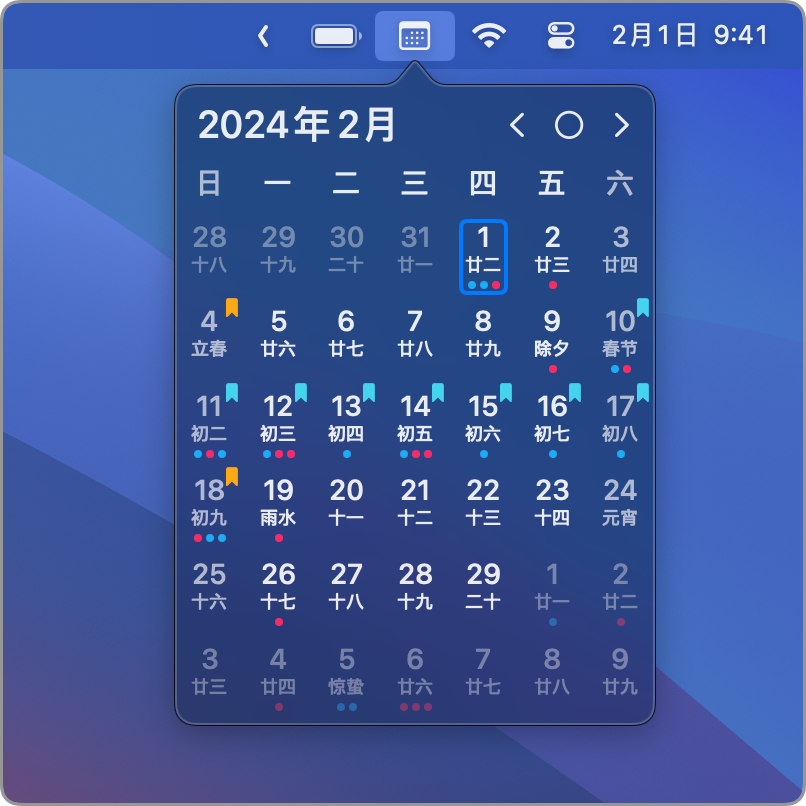 2月1日 9:41
2024年2月
日 一 二 三 四 五 六
28 29 30 31 1 2 3
十八 十九 二十 廿一 廿二 廿三 廿四
4 5 6 7 8 9 10
立春 廿六 廿七 廿八 廿九 除夕 春节
11 12 13 14 15 16 17
初二 初三 初四 初五 初六 初七 初八
18 19 20 21 22 23 24
初九 雨水 十一 十二 十三 十四 元宵
25 26 27 28 29 1 2
十六 十七 十八 十九 二十 廿一 廿二
3 4 5 6 7 8 9
廿三 廿四 惊蛰 廿六 廿七 廿八 廿九